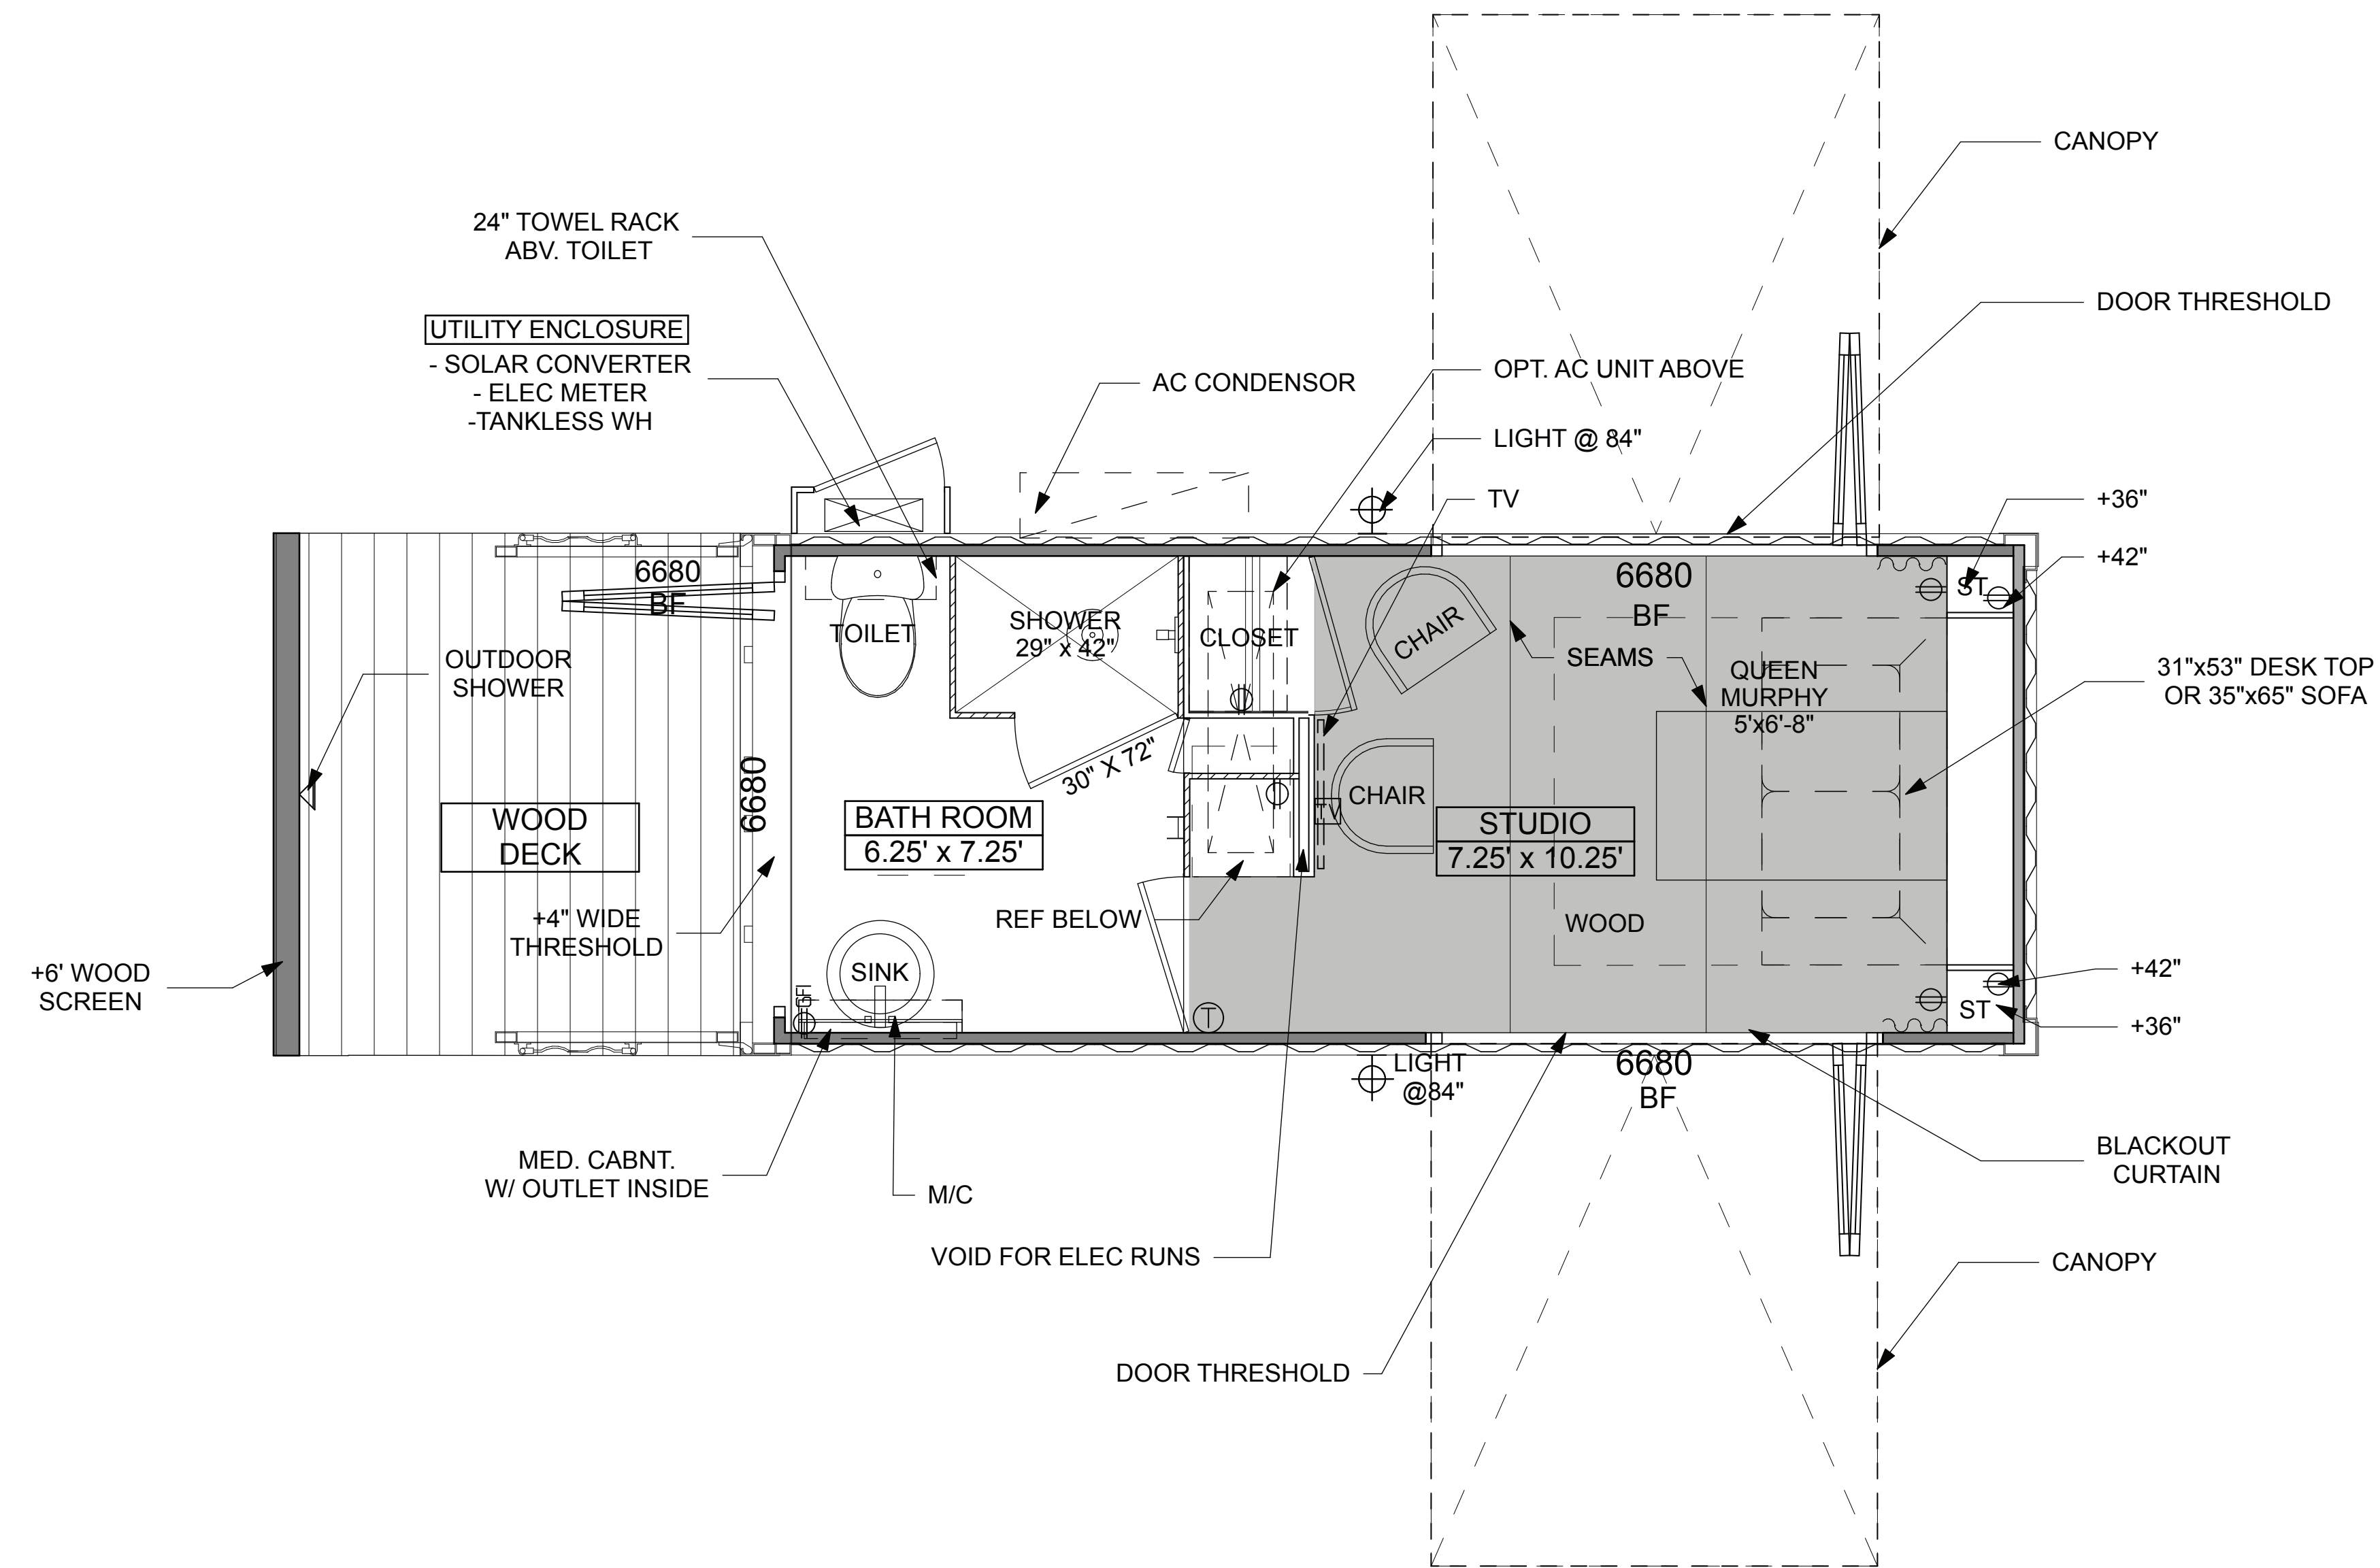 CANOPY
24" TOWEL RACK
ABV. TOILET
DOOR THRESHOLD
UTILITY ENCLOSURE
- SOLAR CONVERTER
- ELEC METER
-TANKLESS WH
AC CONDENSOR
OPT. AC UNIT ABOVE
LIGHT @ 84"
TV
+36"
+42"
6680
BF
6680
BF
ST
TOILET
SHOWER
29" x 42"
CLOSET
CHAIR
SEAMS
QUEEN
MURPHY
5'x6'-8"
OUTDOOR
SHOWER
31"x53" DESK TOP
OR 35"x65" SOFA
30" X 72"
6680
CHAIR
TV
WOOD
DECK
BATH ROOM
6.25' x 7.25'
STUDIO
7.25' x 10.25'
+4" WIDE
THRESHOLD
REF BELOW
WOOD
+6' WOOD
SCREEN
SINK
GFI
+42"
ST
T
+36"
LIGHT
@84"
6680
BF
MED. CABNT.
W/ OUTLET INSIDE
M/C
BLACKOUT
CURTAIN
VOID FOR ELEC RUNS
CANOPY
DOOR THRESHOLD